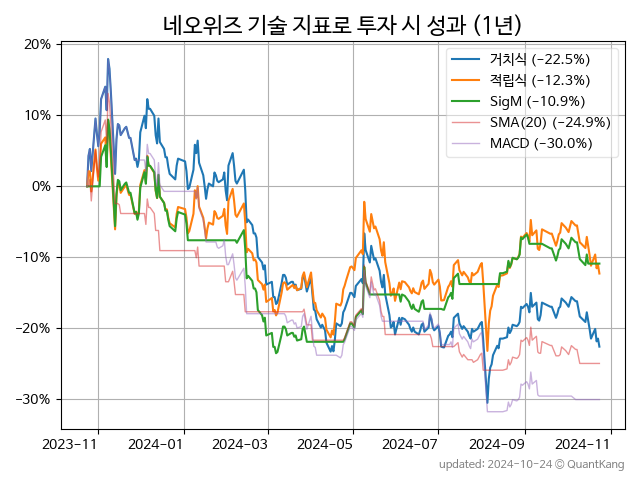 네오위즈 기술 지표로 투자 시 성과 (1년)
20%
10%
0%
−10%
−20%
−30%
거치식 (−22.5%)
적립식 (−12.3%)
SigM (−10.9%)
SMA(20) (−24.9%)
MACD (−30.0%)
2023−11 2024−01 2024−03 2024−05 2024−07 2024−09 2024−11
updated: 2024-10-24 © QuantKang